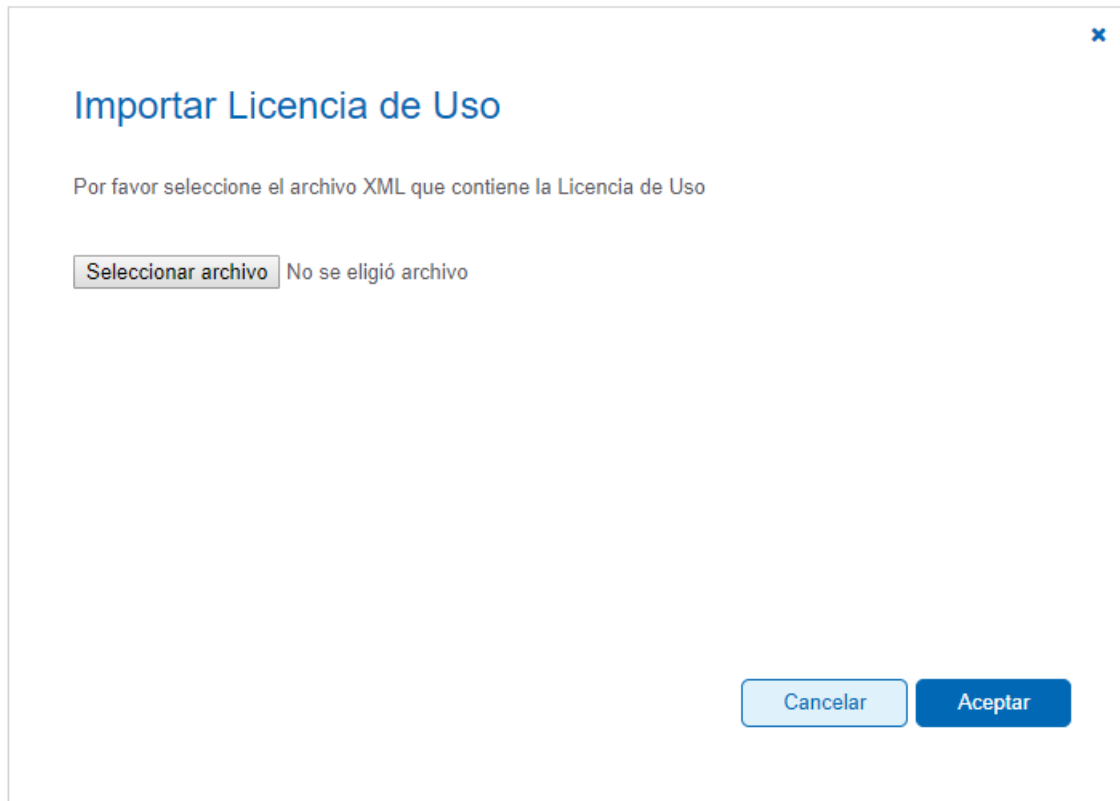 Importar Licencia de Uso
Por favor seleccione el archivo XML que contiene la Licencia de Uso
Seleccionar archivo No se eligió archivo
Cancelar Aceptar